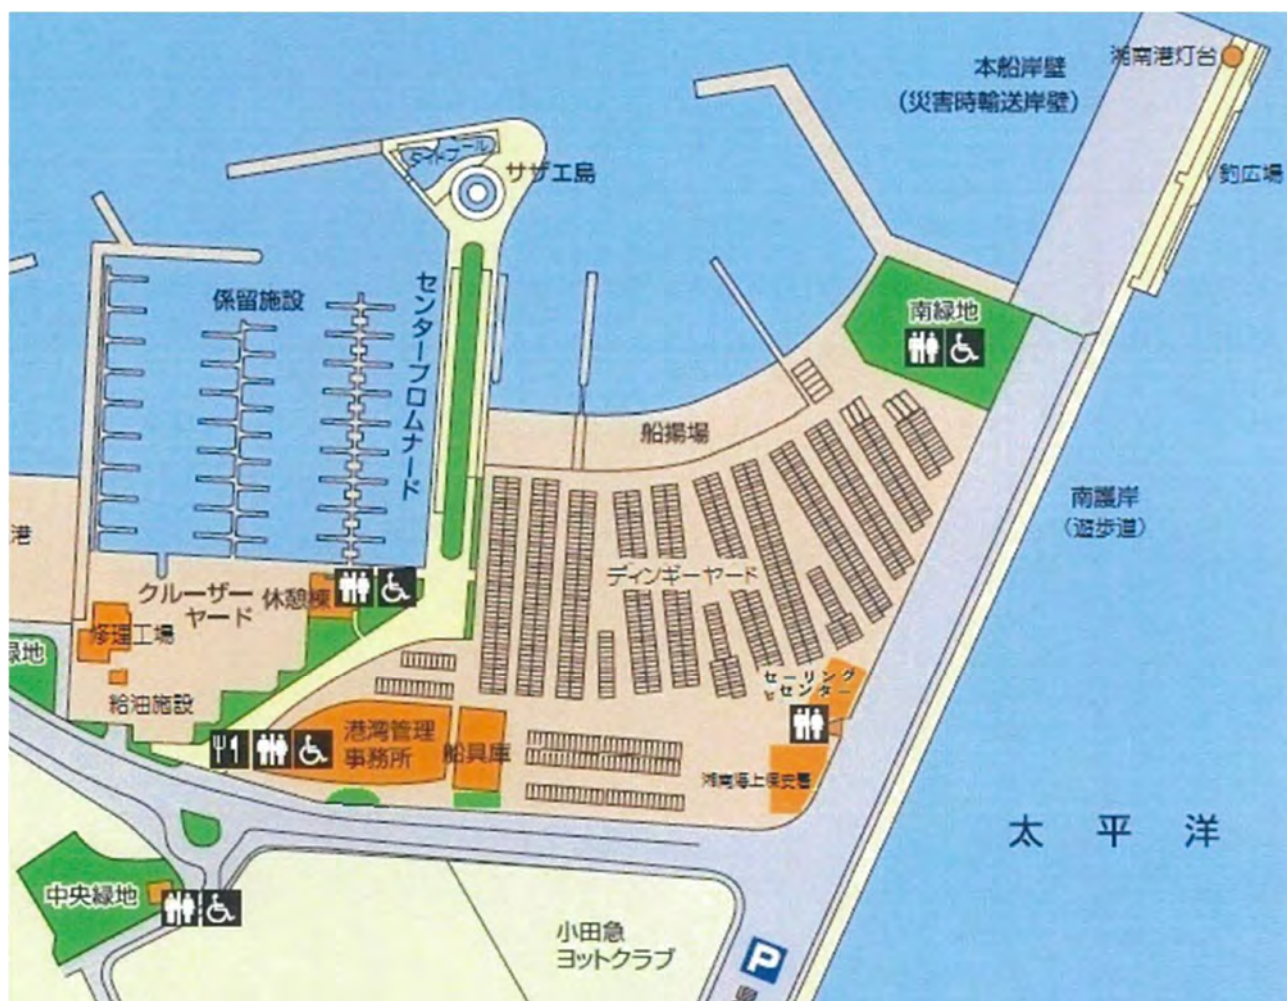 湘南港灯台
本船岸壁
(災害時輸送岸壁)
タイドプール
サザエ島
釣広場
係留施設
センタープロムナード
南緑地
船揚場
南護岸
(遊歩道)
港
ディンギーヤード
クルーザー
ヤード
休憩棟
修理工場
緑地
セーリング
センター
給油施設
港湾管理
事務所
船具庫
湘南海上保安署
太平洋
中央緑地
小田急
ヨットクラブ
P